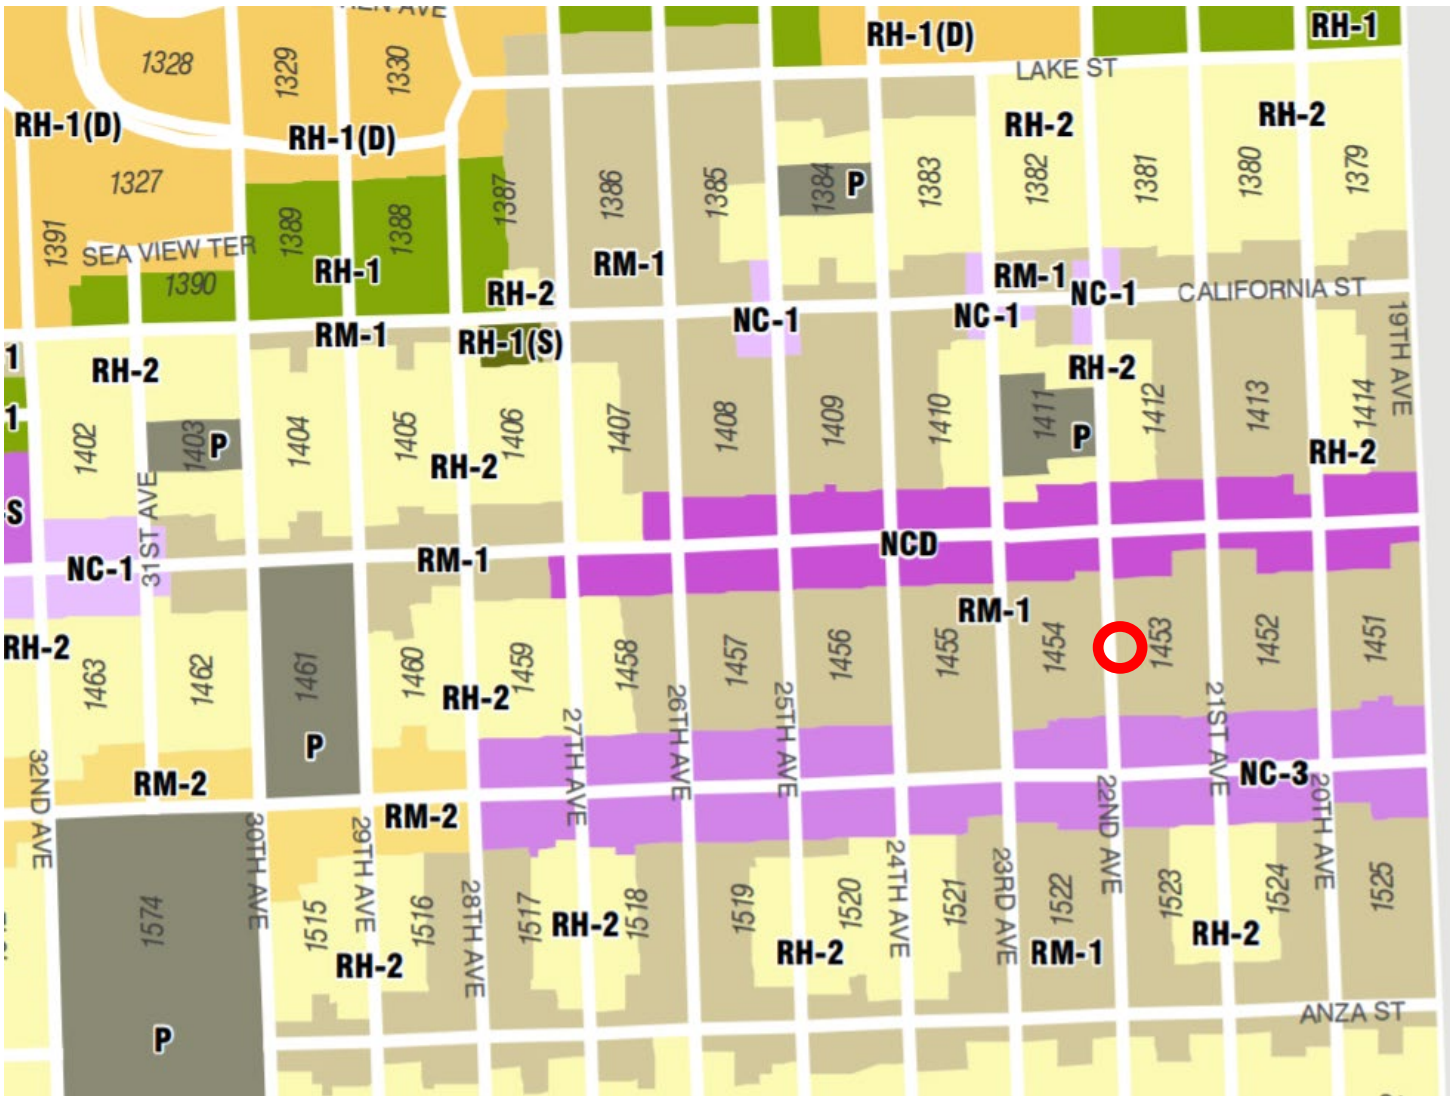 RH-1(D)
RH-1
LAKE ST
1328
1329
1330
RH-1(D)
RH-1(D)
RH-2
RH-2
1327
1391
SEA VIEW TER
1390
1389
1388
1387
1386
1385
1384
P
1383
1382
1381
1380
1379
RH-1
RM-1
RM-1
NC-1
RH-2
CALIFORNIA ST
RM-1
NC-1
NC-1
RH-1(S)
1
RH-2
RH-2
19TH AVE
1
1402
1403
P
1404
1405
1406
1407
1408
1409
1410
1411
P
1412
1413
1414
RH-2
RH-2
31ST AVE
NCD
NC-1
RM-1
RM-1
RH-2
1463
1462
1461
P
1460
1459
1458
1457
1456
1455
1454
1453
1452
1451
RH-2
27TH AVE
26TH AVE
25TH AVE
21ST AVE
RM-2
NC-3
32ND AVE
RM-2
30TH AVE
29TH AVE
28TH AVE
24TH AVE
23RD AVE
22ND AVE
20TH AVE
1574
1515
1516
1517
1518
1519
1520
1521
1522
1523
1524
1525
RH-2
RH-2
RH-2
RM-1
RH-2
P
ANZA ST